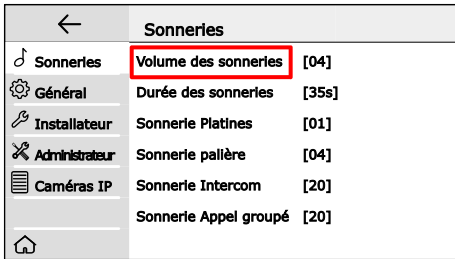 Sonneries
Sonneries
Volume des sonneries [04]
Général
Durée des sonneries [35s]
Installateur
Sonnerie Platines [01]
Administrateur
Sonnerie palière [04]
Caméras IP
Sonnerie Intercom [20]
Sonnerie Appel groupé [20]